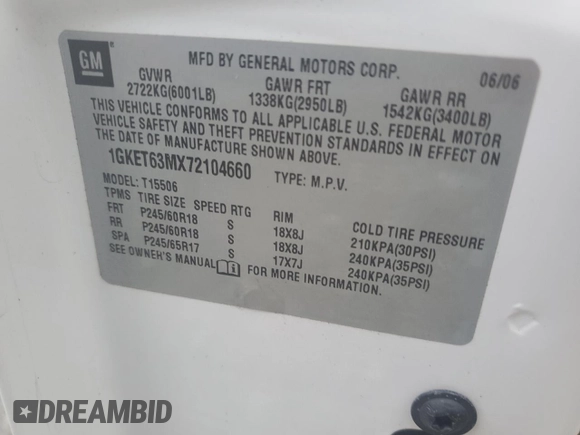 GM
MFD BY GENERAL MOTORS CORP. 06/06
GVWR GAWR FRT GAWR RR
2722KG(6001LB) 1338KG(2950LB) 1542KG(3400LB)
THIS VEHICLE CONFORMS TO ALL APPLICABLE U.S. FEDERAL MOTOR
VEHICLE SAFETY AND THEFT PREVENTION STANDARDS IN EFFECT ON
THE DATE OF MANUFACTURE SHOWN ABOVE.
1GKET63MX72104660 TYPE: M.P.V.
MODEL: T15506
TPMS TIRE SIZE SPEED RTG RIM COLD TIRE PRESSURE
FRT P245/60R18 S 18X8J 210KPA(30PSI)
RR P245/60R18 S 18X8J 240KPA(35PSI)
SPA P245/65R17 S 17X7J 240KPA(35PSI)
SEE OWNER'S MANUAL FOR MORE INFORMATION.
DREAMBID